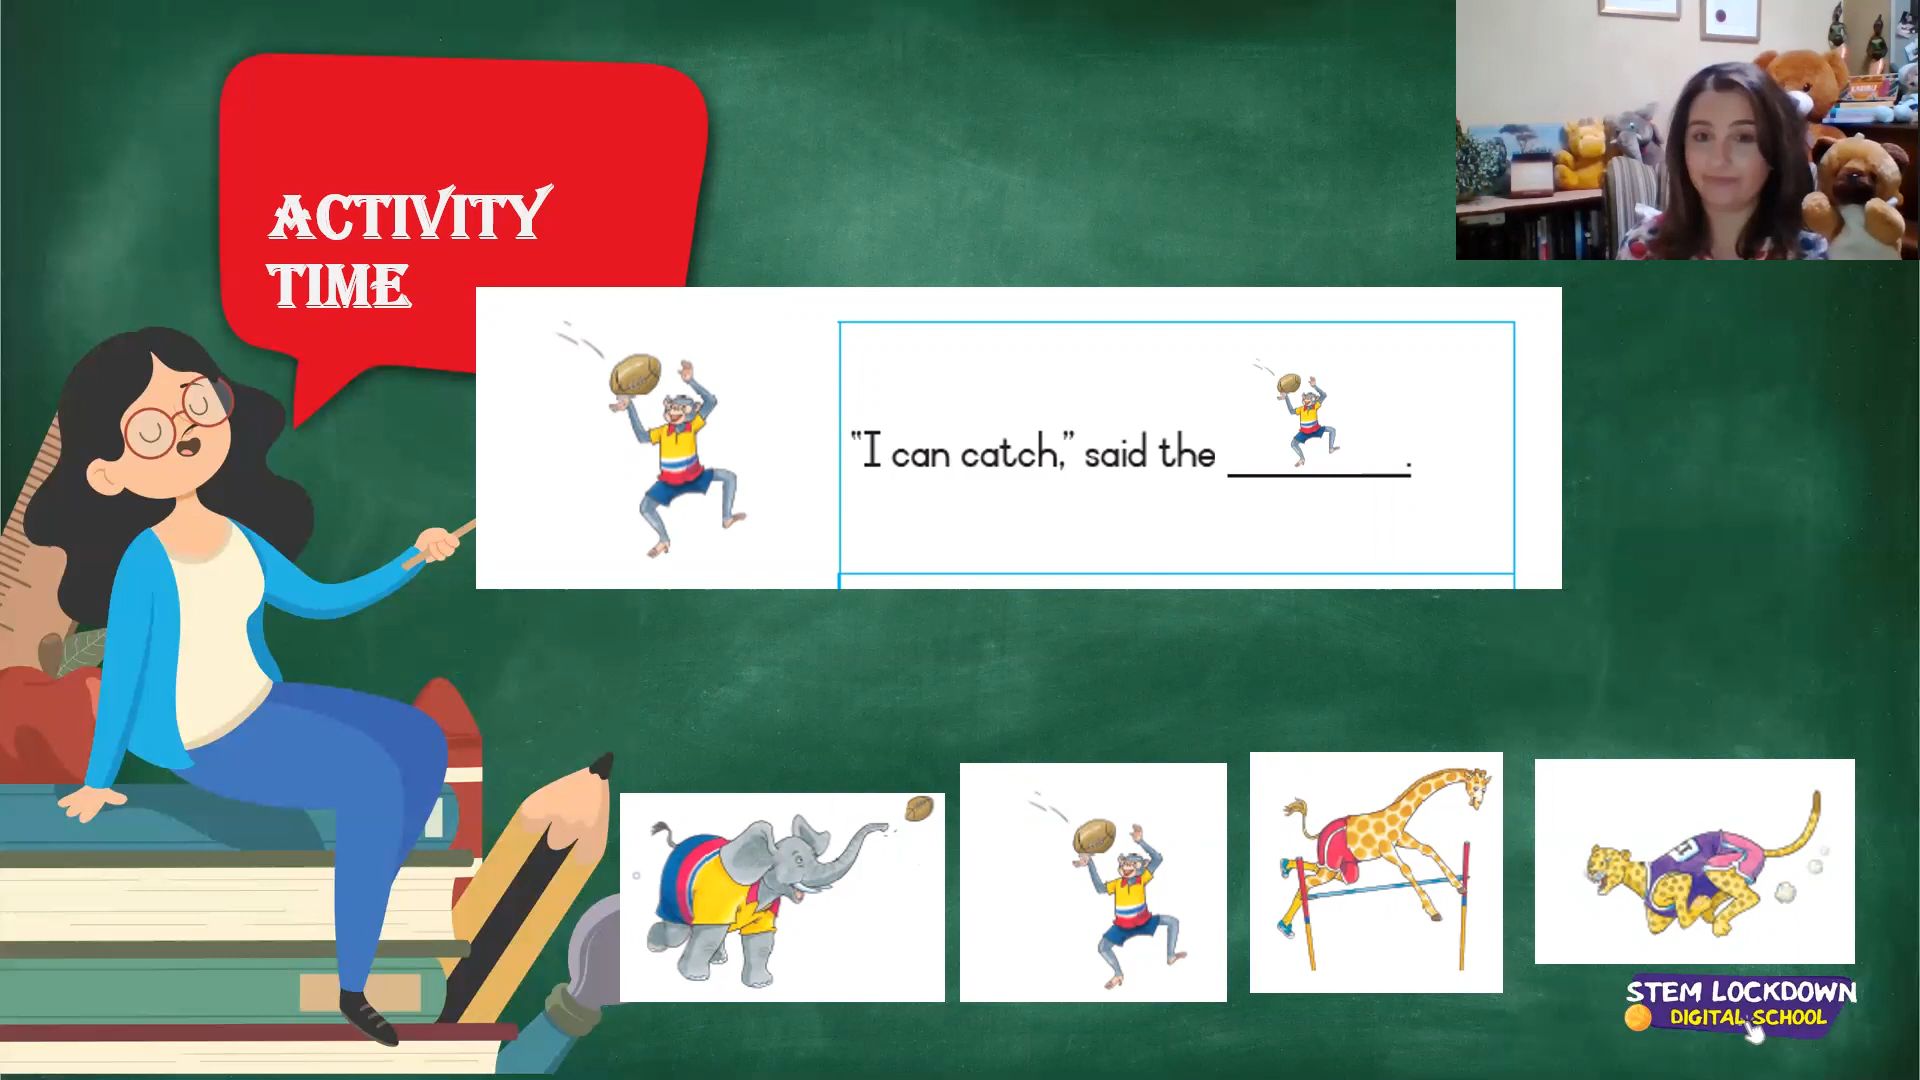 ACTIVITY
TIME
“I can catch,” said the ________.
STEM LOCKDOWN
DIGITAL SCHOOL